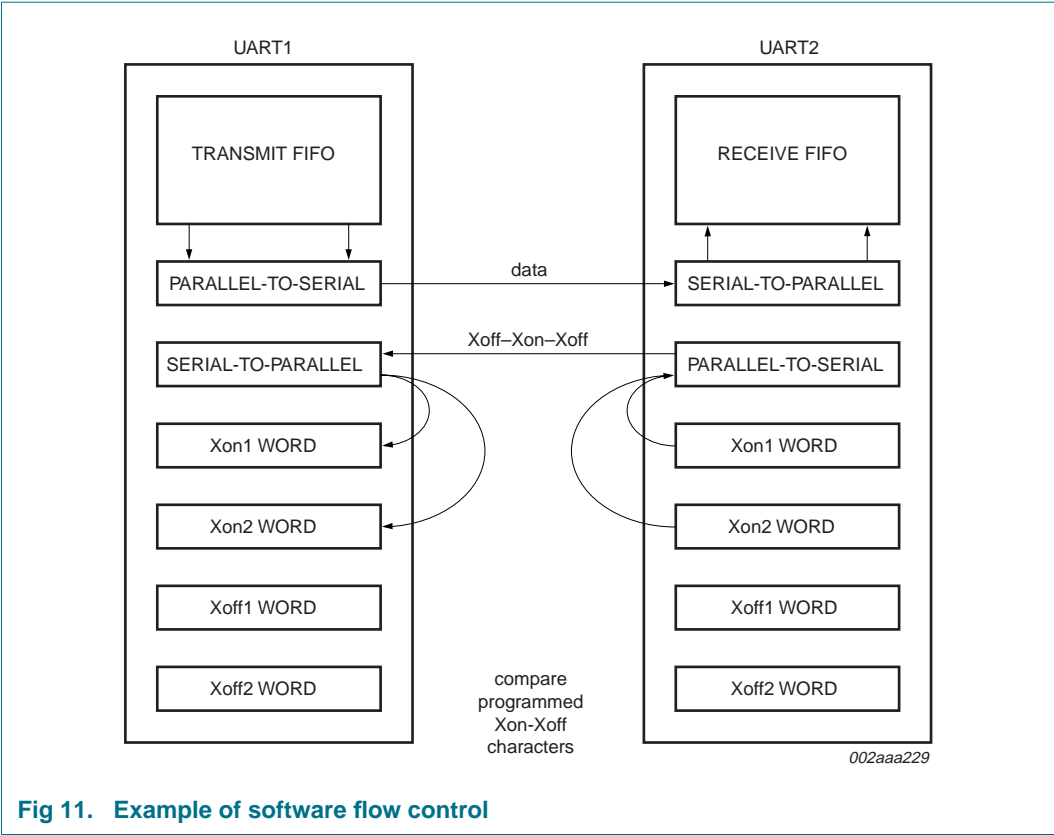 UART1
UART2
TRANSMIT FIFO
RECEIVE FIFO
PARALLEL-TO-SERIAL
data
SERIAL-TO-PARALLEL
SERIAL-TO-PARALLEL
Xoff–Xon–Xoff
PARALLEL-TO-SERIAL
Xon1 WORD
Xon1 WORD
Xon2 WORD
Xon2 WORD
Xoff1 WORD
Xoff1 WORD
Xoff2 WORD
Xoff2 WORD
compare
programmed
Xon-Xoff
characters
002aaa229
Fig 11. Example of software flow control